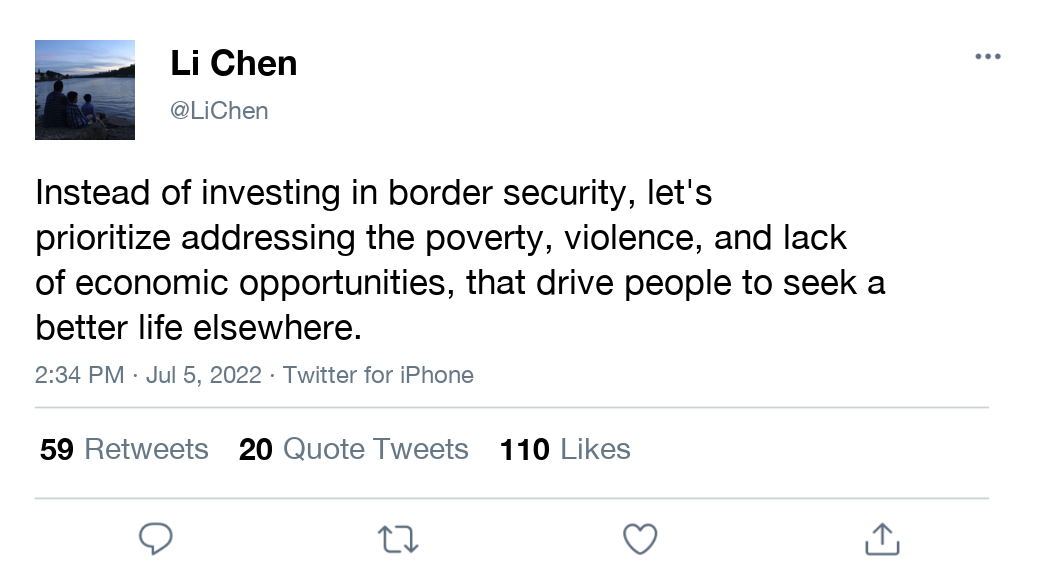 Li Chen
@LiChen
Instead of investing in border security, let's
prioritize addressing the poverty, violence, and lack
of economic opportunities, that drive people to seek a
better life elsewhere.
2:34 PM · Jul 5, 2022 · Twitter for iPhone
59 Retweets 20 Quote Tweets 110 Likes